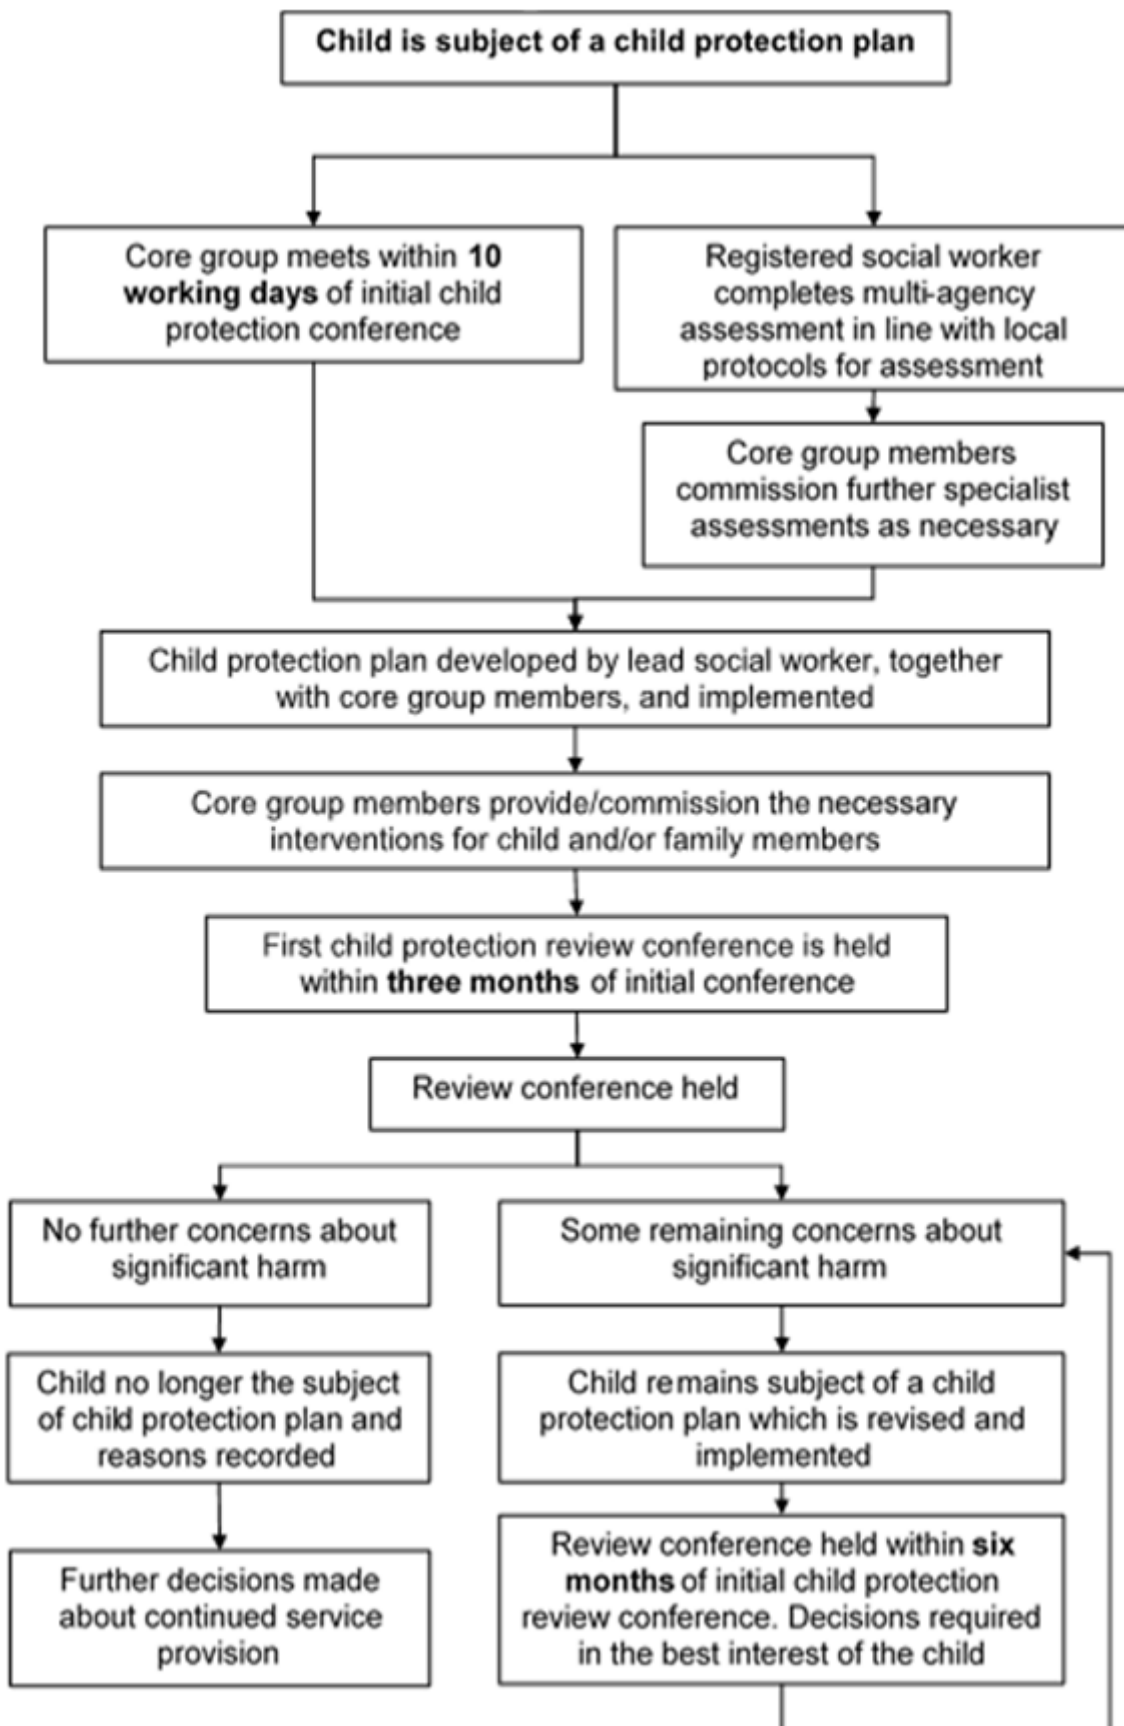 Child is subject of a child protection plan
Core group meets within 10
working days of initial child
protection conference
Registered social worker
completes multi-agency
assessment in line with local
protocols for assessment
Core group members
commission further specialist
assessments as necessary
Child protection plan developed by lead social worker, together
with core group members, and implemented
Core group members provide/commission the necessary
interventions for child and/or family members
First child protection review conference is held
within three months of initial conference
Review conference held
No further concerns about
significant harm
Some remaining concerns about
significant harm
Child no longer the subject
of child protection plan and
reasons recorded
Child remains subject of a child
protection plan which is revised and
implemented
Further decisions made
about continued service
provision
Review conference held within six
months of initial child protection
review conference. Decisions required
in the best interest of the child